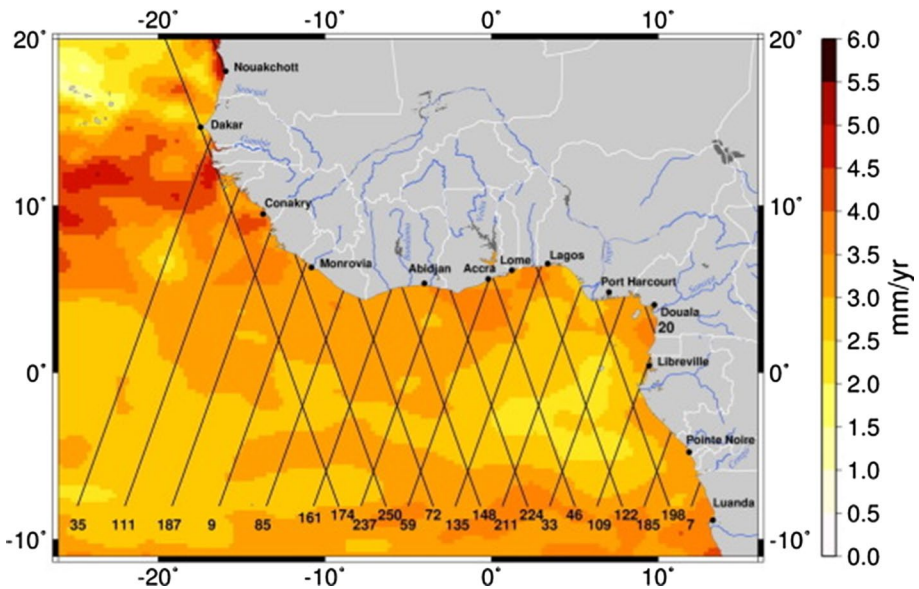 -20° -10° 0° 10°
20° 20°
10° 10°
0° 0°
-10° -10°
-20° -10° 0° 10°
Nouakchott
Senegal
Dakar
Gambia
Conakry
Monrovia
Abidjan
Accra
Lome
Lagos
Port Harcourt
Douala
20
Libreville
Pointe Noire
Luanda
35 111 187 9 85 161 174 237 250 59 72 135 148 211 224 33 46 109 122 185 198 7
6.0
5.5
5.0
4.5
4.0
3.5
3.0
2.5
2.0
1.5
1.0
0.5
0.0
mm/yr